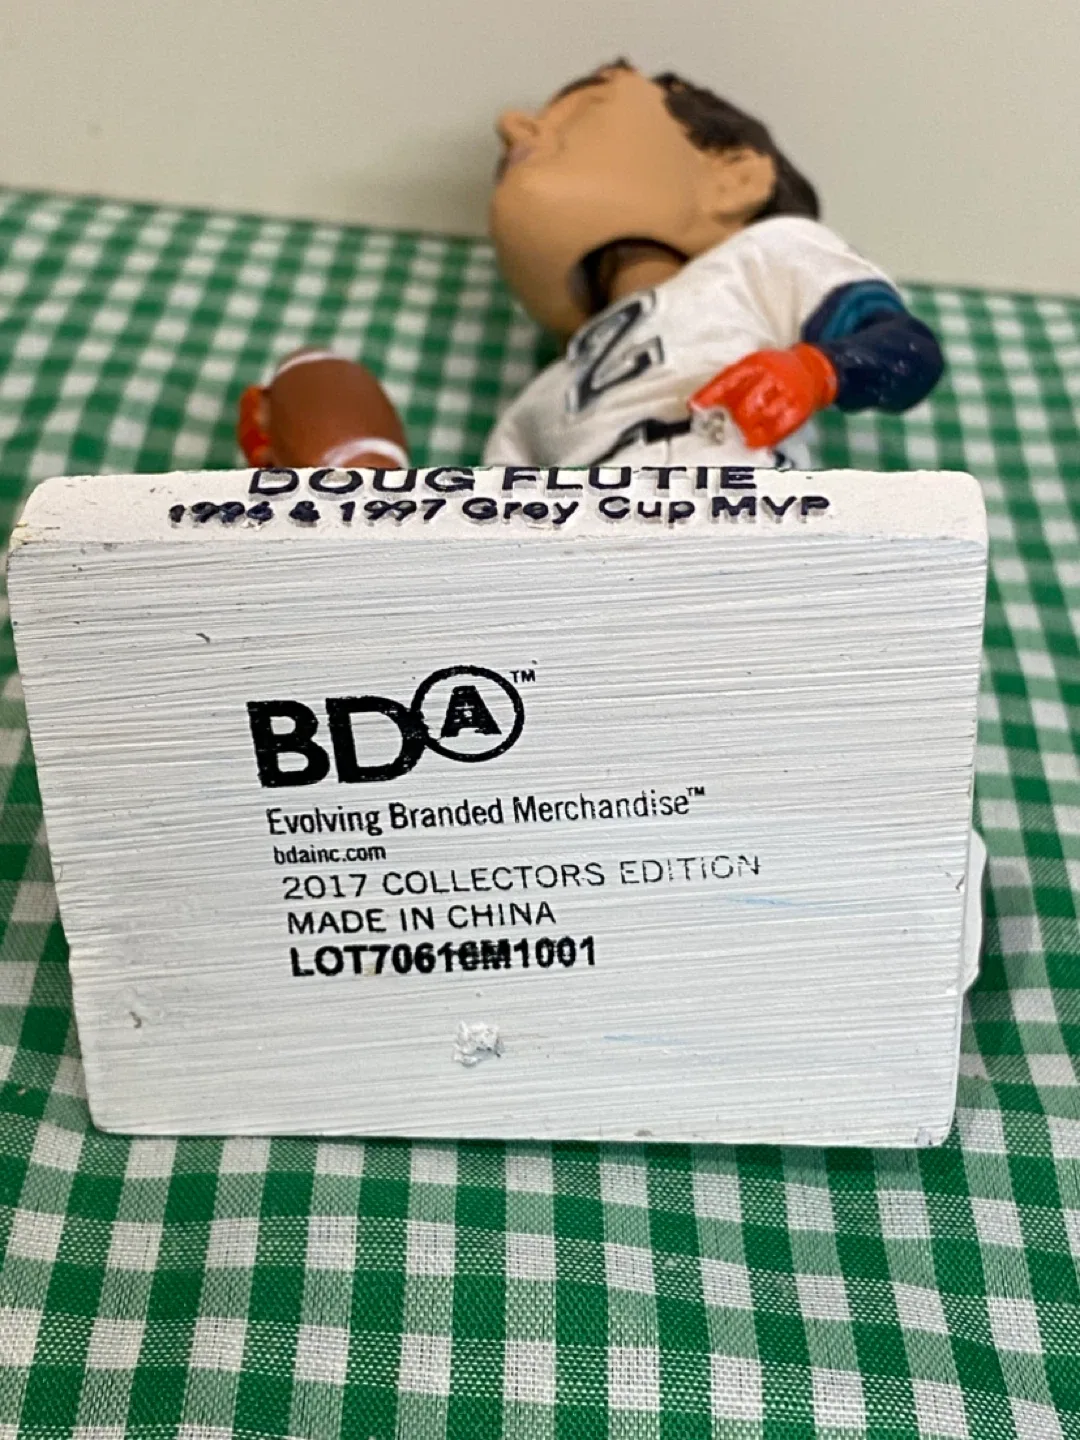 2
DOUG FLUTIE
1996 & 1997 Grey Cup MVP
BDA™
Evolving Branded Merchandise™
bdainc.com
2017 COLLECTORS EDITION
MADE IN CHINA